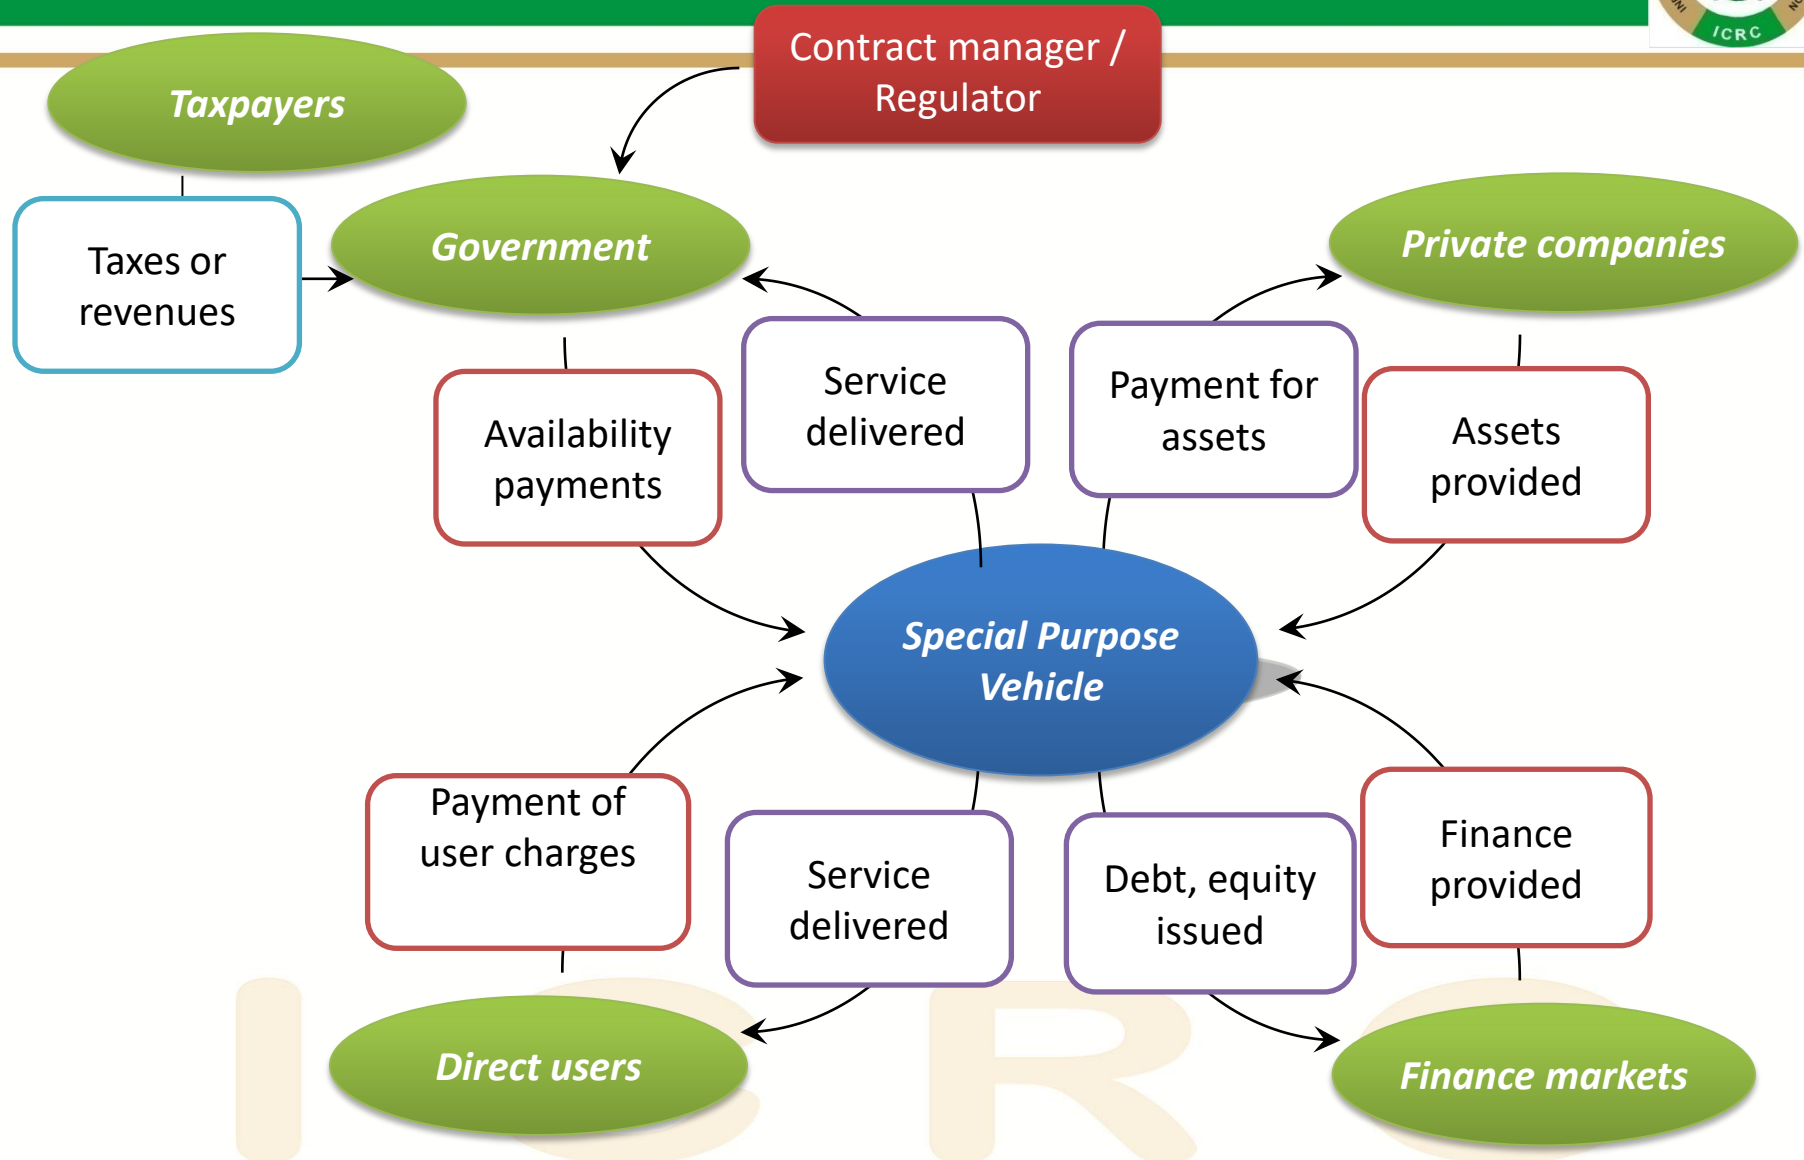 Contract manager /
Regulator
ICRC
Taxpayers
Taxes or
revenues
Government
Private companies
Availability
payments
Service
delivered
Payment for
assets
Assets
provided
Special Purpose
Vehicle
Payment of
user charges
Service
delivered
Debt, equity
issued
Finance
provided
Direct users
Finance markets
I C R C